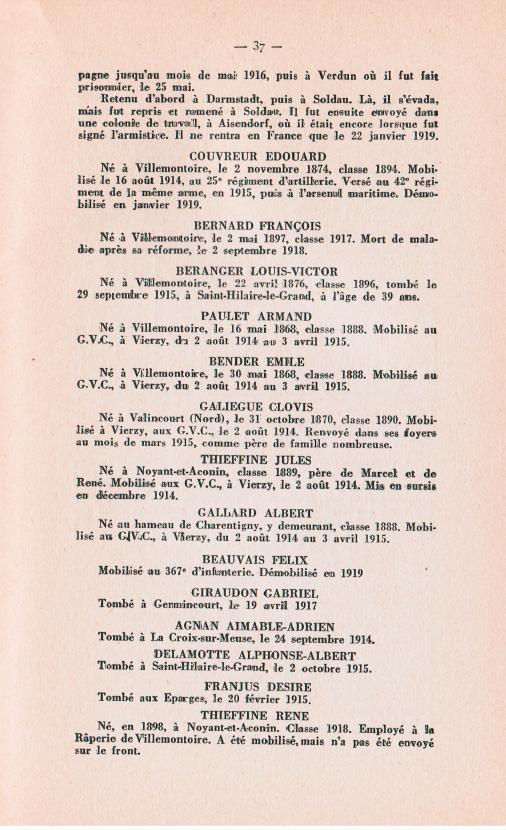 — 37 —
pagne jusqu'au mois de mai 1916, puis à Verdun où il fut fait
prisonnier, le 25 mai.
Retenu d'abord à Darmstadt, puis à Soldau. Là, il s'évada,
mais fut repris et ramené à Soldau. Il fut ensuite envoyé dans
une colonie de travail, à Aisendorf, où il était encore lorsque fut
signé l'armistice. Il ne rentra en France que le 22 janvier 1919.
COUVREUR EDOUARD
Né à Villemontoire, le 2 novembre 1874, classe 1894. Mobi-
lisé le 16 août 1914, au 25e régiment d'artillerie. Versé au 42e régi-
ment de la même arme, en 1915, puis à l'arsenal maritime. Démo-
bilisé en janvier 1919.
BERNARD FRANÇOIS
Né à Villemontoire, le 2 mai 1897, classe 1917. Mort de mala-
die après sa réforme, le 2 septembre 1918.
BERANGER LOUIS-VICTOR
Né à Villemontoire, le 22 avril 1876, classe 1896, tombé le
29 septembre 1915, à Saint-Hilaire-le-Grand, à l'âge de 39 ans.
PAULET ARMAND
Né à Villemontoire, le 16 mai 1868, classe 1888. Mobilisé au
G.V.C., à Vierzy, du 2 août 1914 au 3 avril 1915.
BENDER EMILE
Né à Villemontoire, le 30 mai 1868, classe 1888. Mobilisé au
G.V.C., à Vierzy, du 2 août 1914 au 3 avril 1915.
GALIEGUE CLOVIS
Né à Valincourt (Nord), le 31 octobre 1870, classe 1890. Mobi-
lisé à Vierzy, aux G.V.C., le 2 août 1914. Renvoyé dans ses foyers
au mois de mars 1915, comme père de famille nombreuse.
THIEFFINE JULES
Né à Noyant-et-Aconin, classe 1889, père de Marcel et de
René. Mobilisé aux G.V.C., à Vierzy, le 2 août 1914. Mis en sursis
en décembre 1914.
GALLARD ALBERT
Né au hameau de Charentigny, y demeurant, classe 1888. Mobi-
lisé au G.V.C., à Vierzy, du 2 août 1914 au 3 avril 1915.
BEAUVAIS FELIX
Mobilisé au 367e d'infanterie. Démobilisé en 1919
GIRAUDON GABRIEL
Tombé à Germincourt, le 19 avril 1917
AGNAN AIMABLE-ADRIEN
Tombé à La Croix-sur-Meuse, le 24 septembre 1914.
DELAMOTTE ALPHONSE-ALBERT
Tombé à Saint-Hilaire-le-Grand, le 2 octobre 1915.
FRANJUS DESIRE
Tombé aux Eparges, le 20 février 1915.
THIEFFINE RENE
Né, en 1898, à Noyant-et-Aconin. Classe 1918. Employé à la
Râperie de Villemontoire. A été mobilisé, mais n'a pas été envoyé
sur le front.